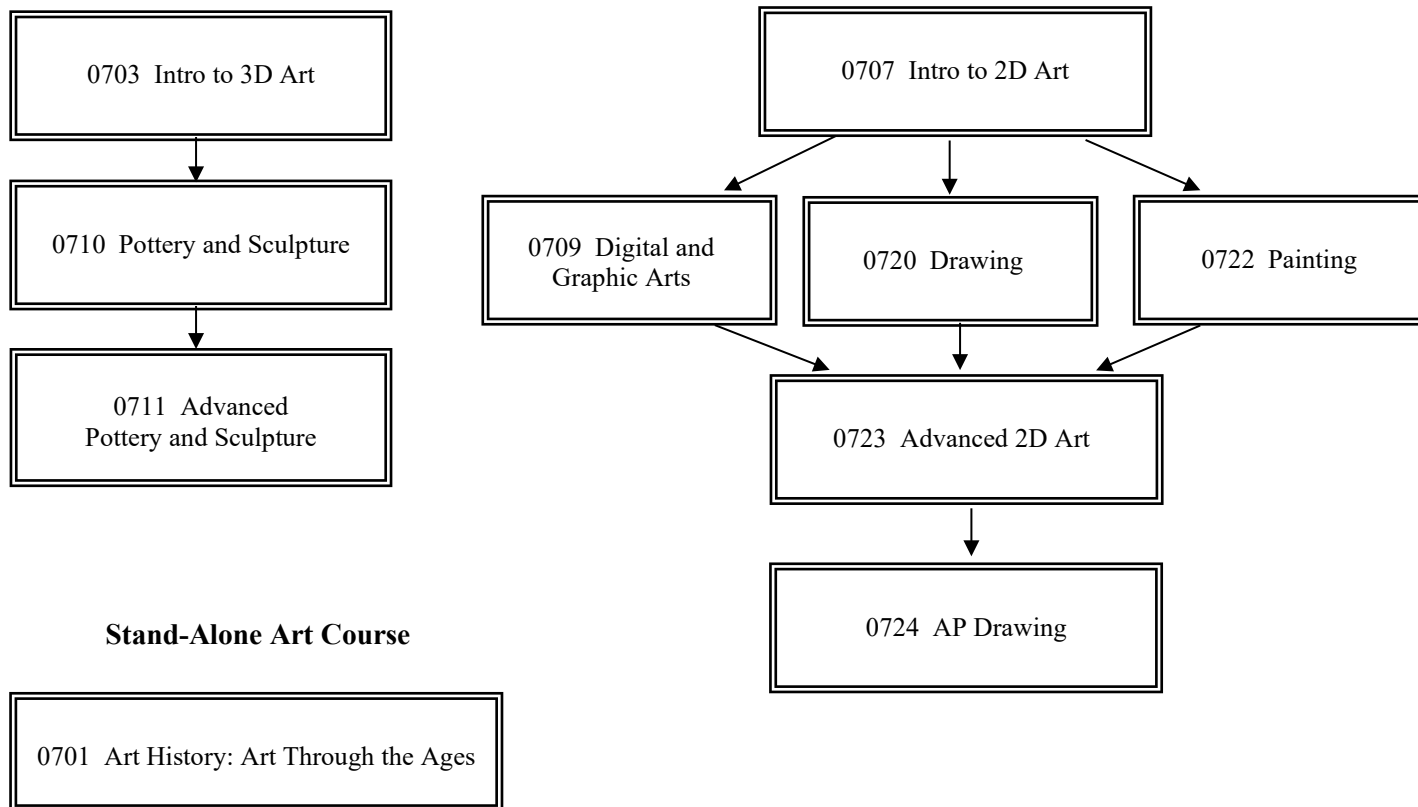 0703 Intro to 3D Art
0710 Pottery and Sculpture
0711 Advanced
Pottery and Sculpture
0707 Intro to 2D Art
0709 Digital and
Graphic Arts
0720 Drawing
0722 Painting
0723 Advanced 2D Art
0724 AP Drawing
Stand-Alone Art Course
0701 Art History: Art Through the Ages